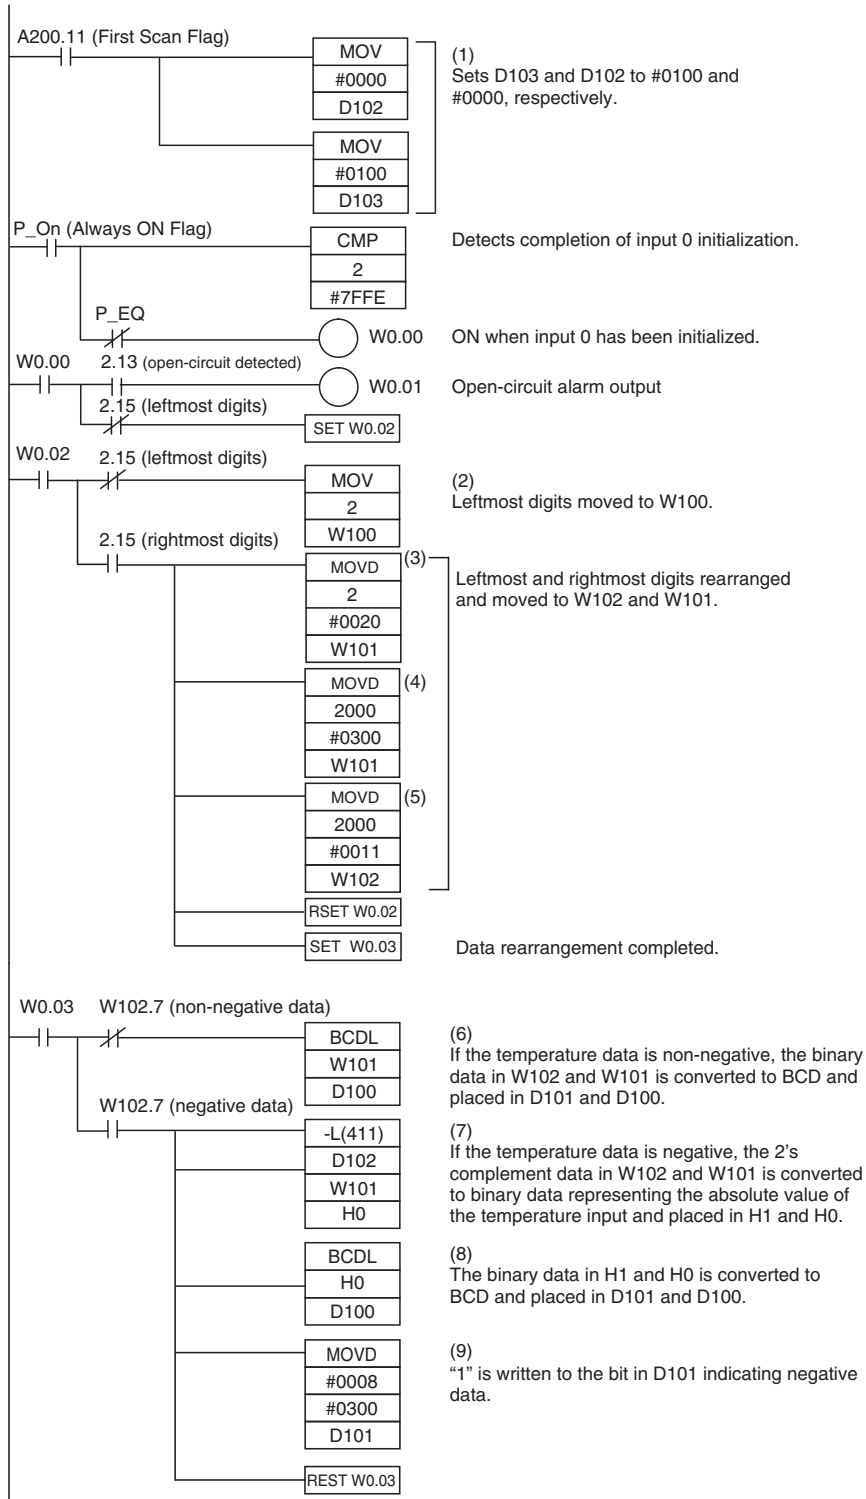 A200.11 (First Scan Flag)
MOV
#0000
D102
(1)
Sets D103 and D102 to #0100 and
#0000, respectively.
MOV
#0100
D103
P_On (Always ON Flag)
CMP
2
#7FFE
Detects completion of input 0 initialization.
P_EQ
W0.00
ON when input 0 has been initialized.
W0.00
2.13 (open-circuit detected)
W0.01
Open-circuit alarm output
2.15 (leftmost digits)
SET W0.02
W0.02
2.15 (leftmost digits)
MOV
2
W100
(2)
Leftmost digits moved to W100.
2.15 (rightmost digits)
MOVD
2
#0020
W101
(3)
Leftmost and rightmost digits rearranged
and moved to W102 and W101.
MOVD
2000
#0300
W101
(4)
MOVD
2000
#0011
W102
(5)
RSET W0.02
SET W0.03
Data rearrangement completed.
W0.03
W102.7 (non-negative data)
BCDL
W101
D100
(6)
If the temperature data is non-negative, the binary
data in W102 and W101 is converted to BCD and
placed in D101 and D100.
W102.7 (negative data)
-L(411)
D102
W101
H0
(7)
If the temperature data is negative, the 2's
complement data in W102 and W101 is converted
to binary data representing the absolute value of
the temperature input and placed in H1 and H0.
BCDL
H0
D100
(8)
The binary data in H1 and H0 is converted to
BCD and placed in D101 and D100.
MOVD
#0008
#0300
D101
(9)
“1” is written to the bit in D101 indicating negative
data.
REST W0.03